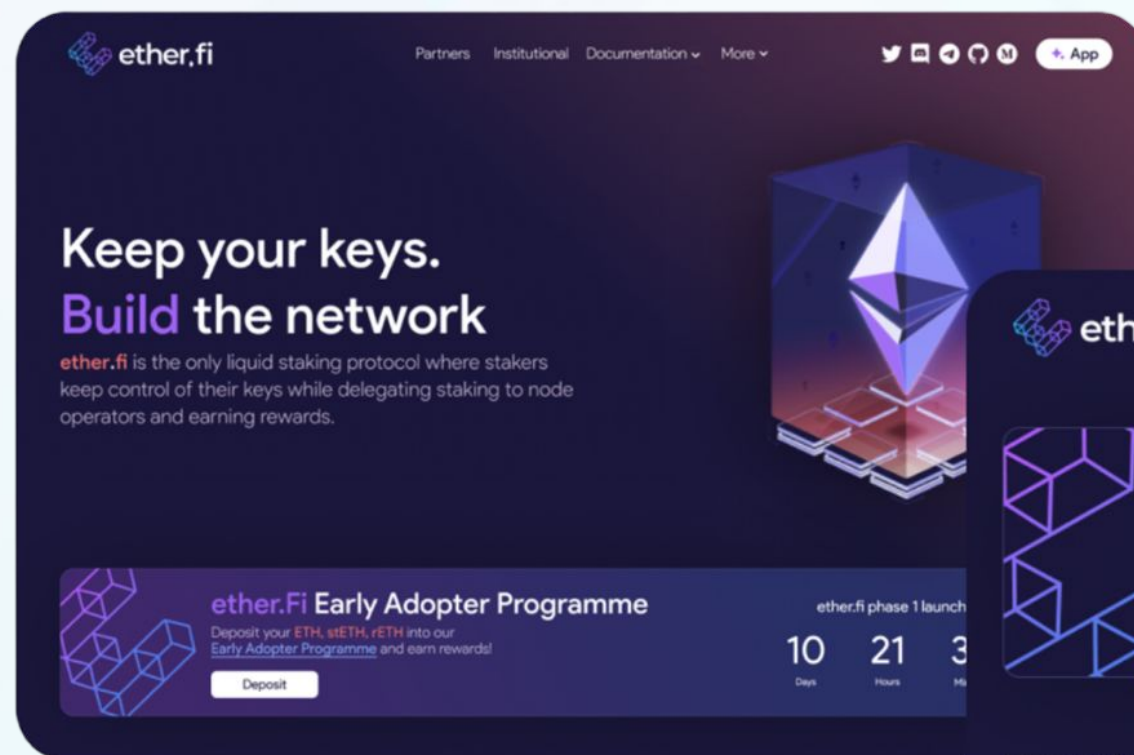 ether.fi
Partners Institutional Documentation More
App
Keep your keys.
Build the network
ether.fi is the only liquid staking protocol where stakers
keep control of their keys while delegating staking to node
operators and earning rewards.
ether.Fi Early Adopter Programme
Deposit your ETH, stETH, rETH into our
Early Adopter Programme and earn rewards!
Deposit
ether.fi phase 1 launch
10 21 3
Days Hours
eth